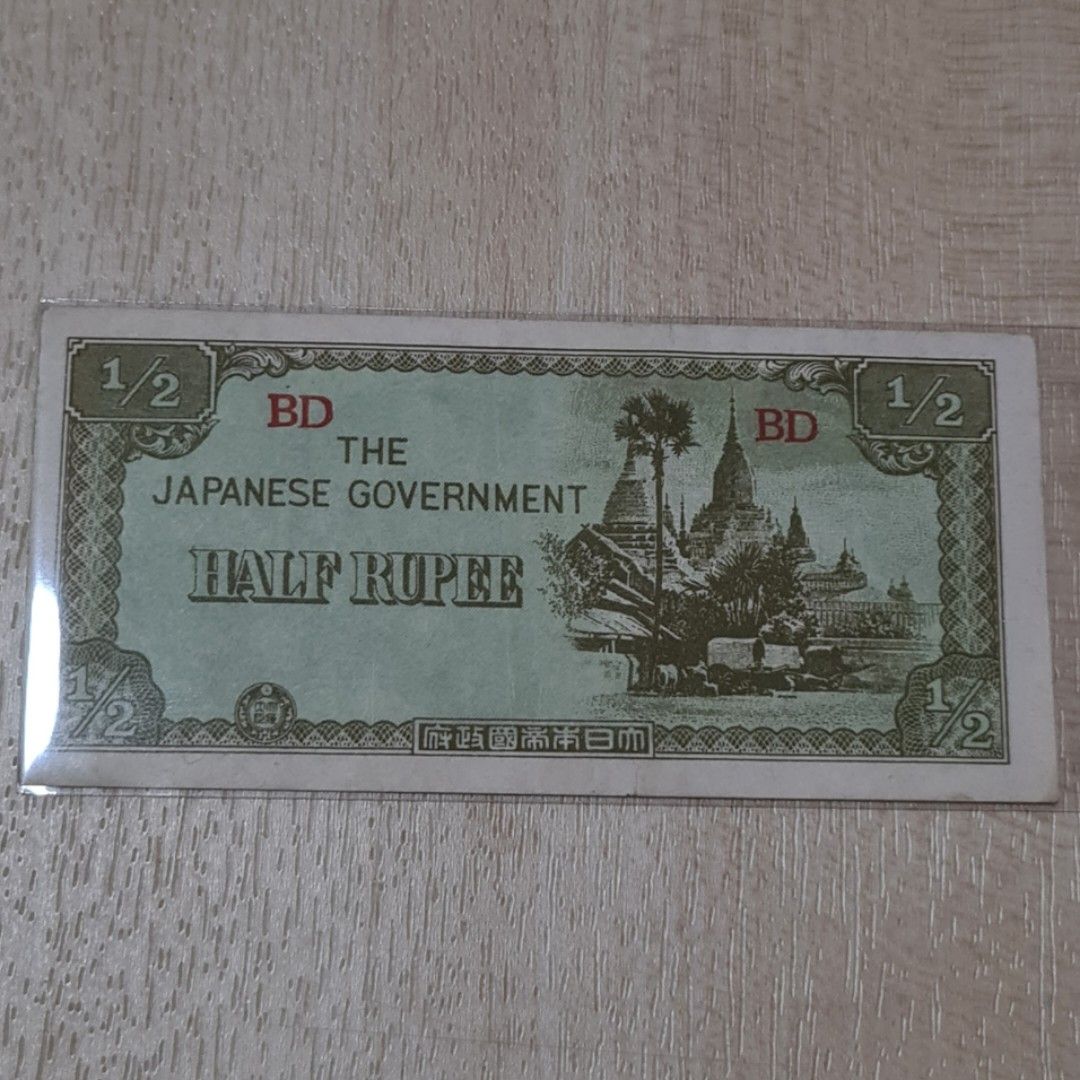 1/2
1/2
BD
BD
THE
JAPANESE GOVERNMENT
HALF RUPEE
1/2
1/2
府政國帝本日大